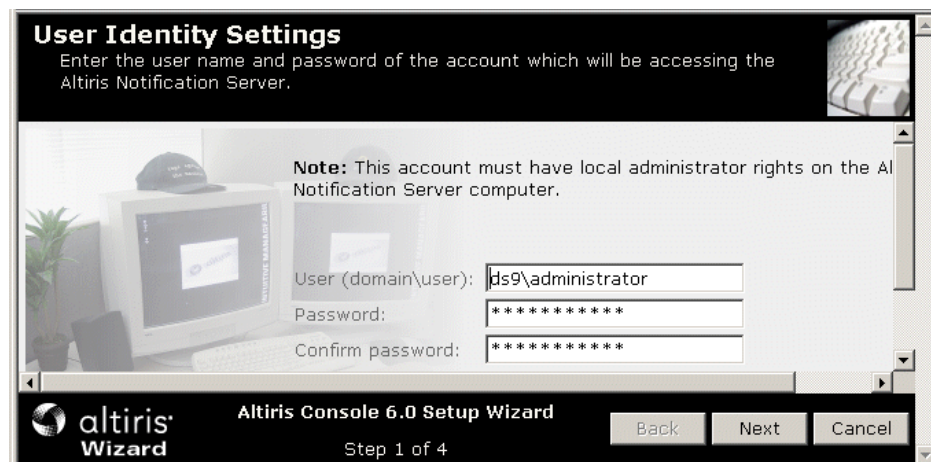 User Identity Settings
Enter the user name and password of the account which will be accessing the
Altiris Notification Server.
Note: This account must have local administrator rights on the Al
Notification Server computer.
User (domain\user): ds9\administrator
Password: ***********
Confirm password: ***********
altiris
Wizard
Altiris Console 6.0 Setup Wizard
Step 1 of 4
Back Next Cancel